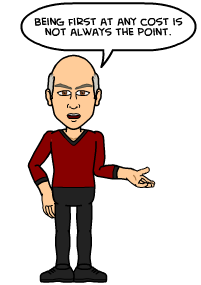 BEING FIRST AT ANY COST IS
NOT ALWAYS THE POINT.